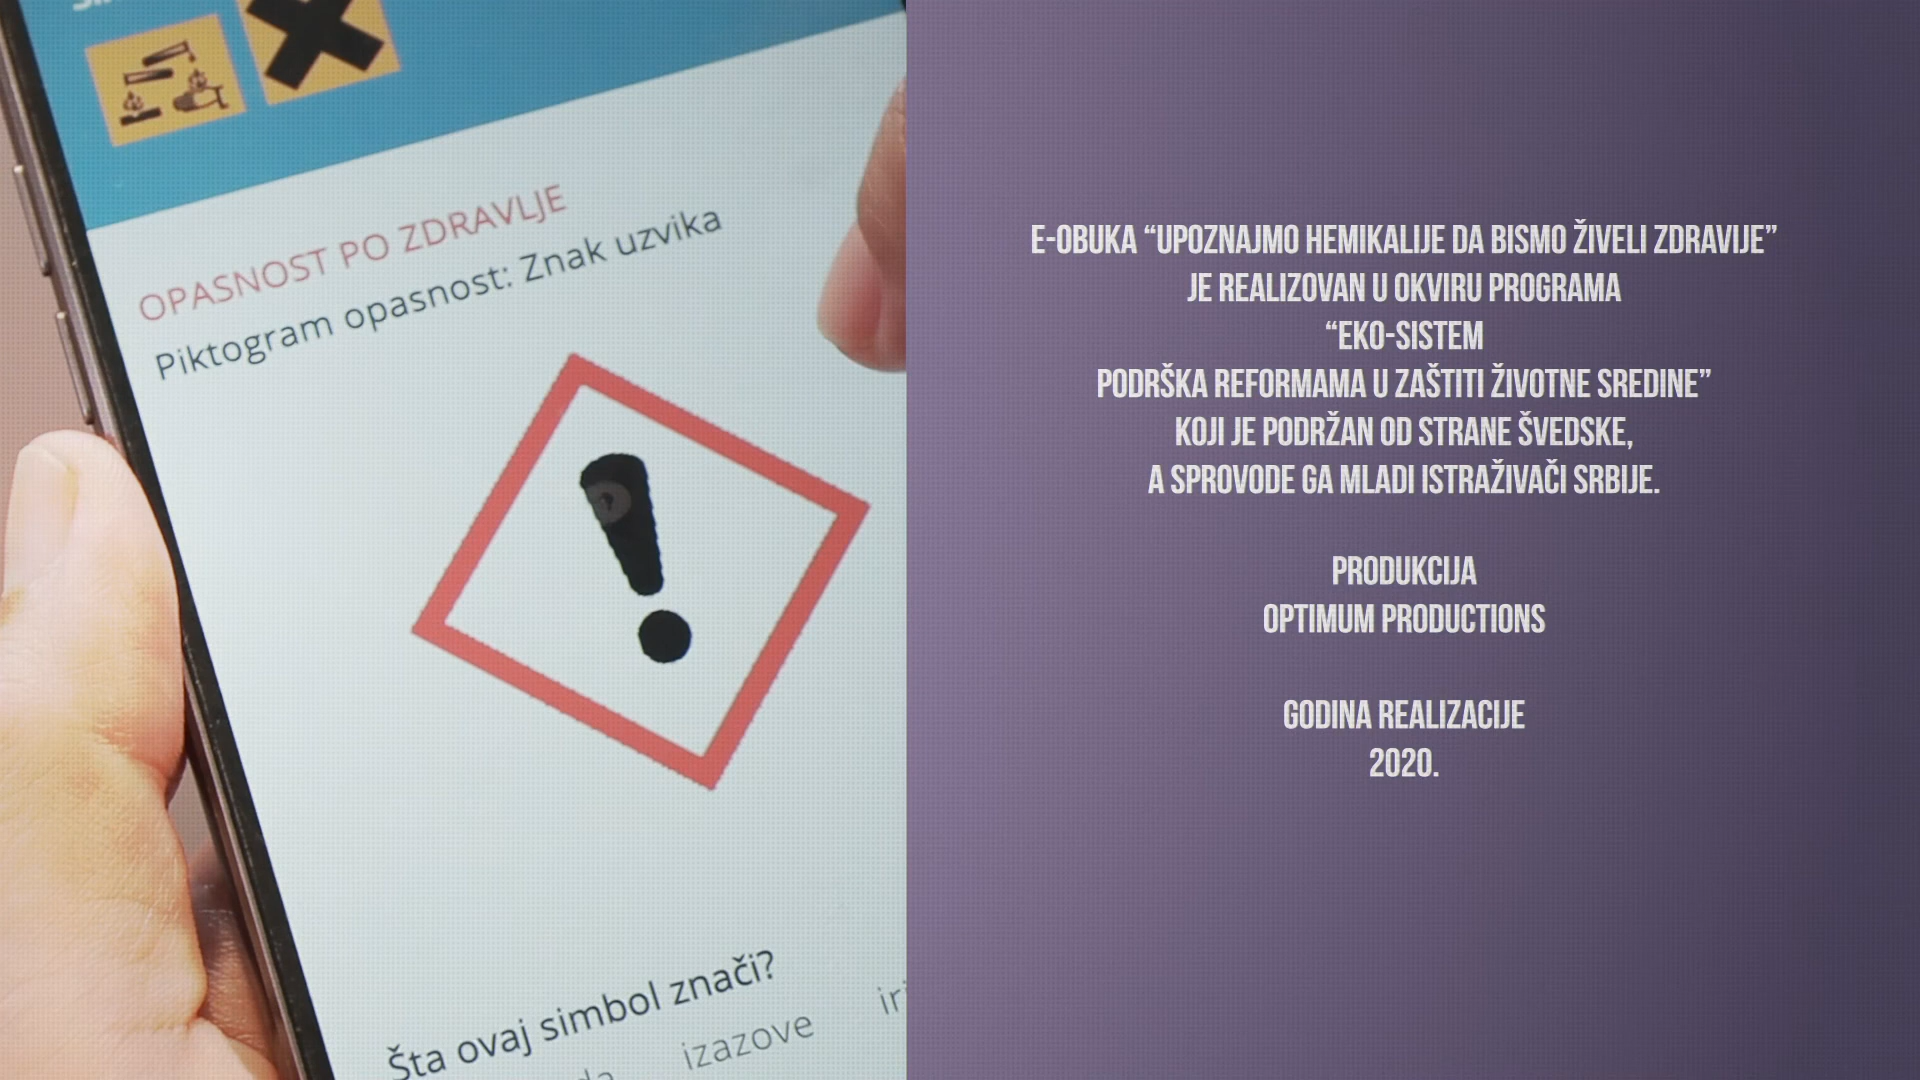 OPASNOST PO ZDRAVLJE
Piktogram opasnost: Znak uzvika
Šta ovaj simbol znači?
izazove
E-OBUKA “UPOZNAJMO HEMIKALIJE DA BISMO ŽIVELI ZDRAVIJE”
JE REALIZOVAN U OKVIRU PROGRAMA
“EKO-SISTEM
PODRŠKA REFORMAMA U ZAŠTITI ŽIVOTNE SREDINE”
KOJI JE PODRŽAN OD STRANE ŠVEDSKE,
A SPROVODE GA MLADI ISTRAŽIVAČI SRBIJE.
PRODUKCIJA
OPTIMUM PRODUCTIONS
GODINA REALIZACIJE
2020.